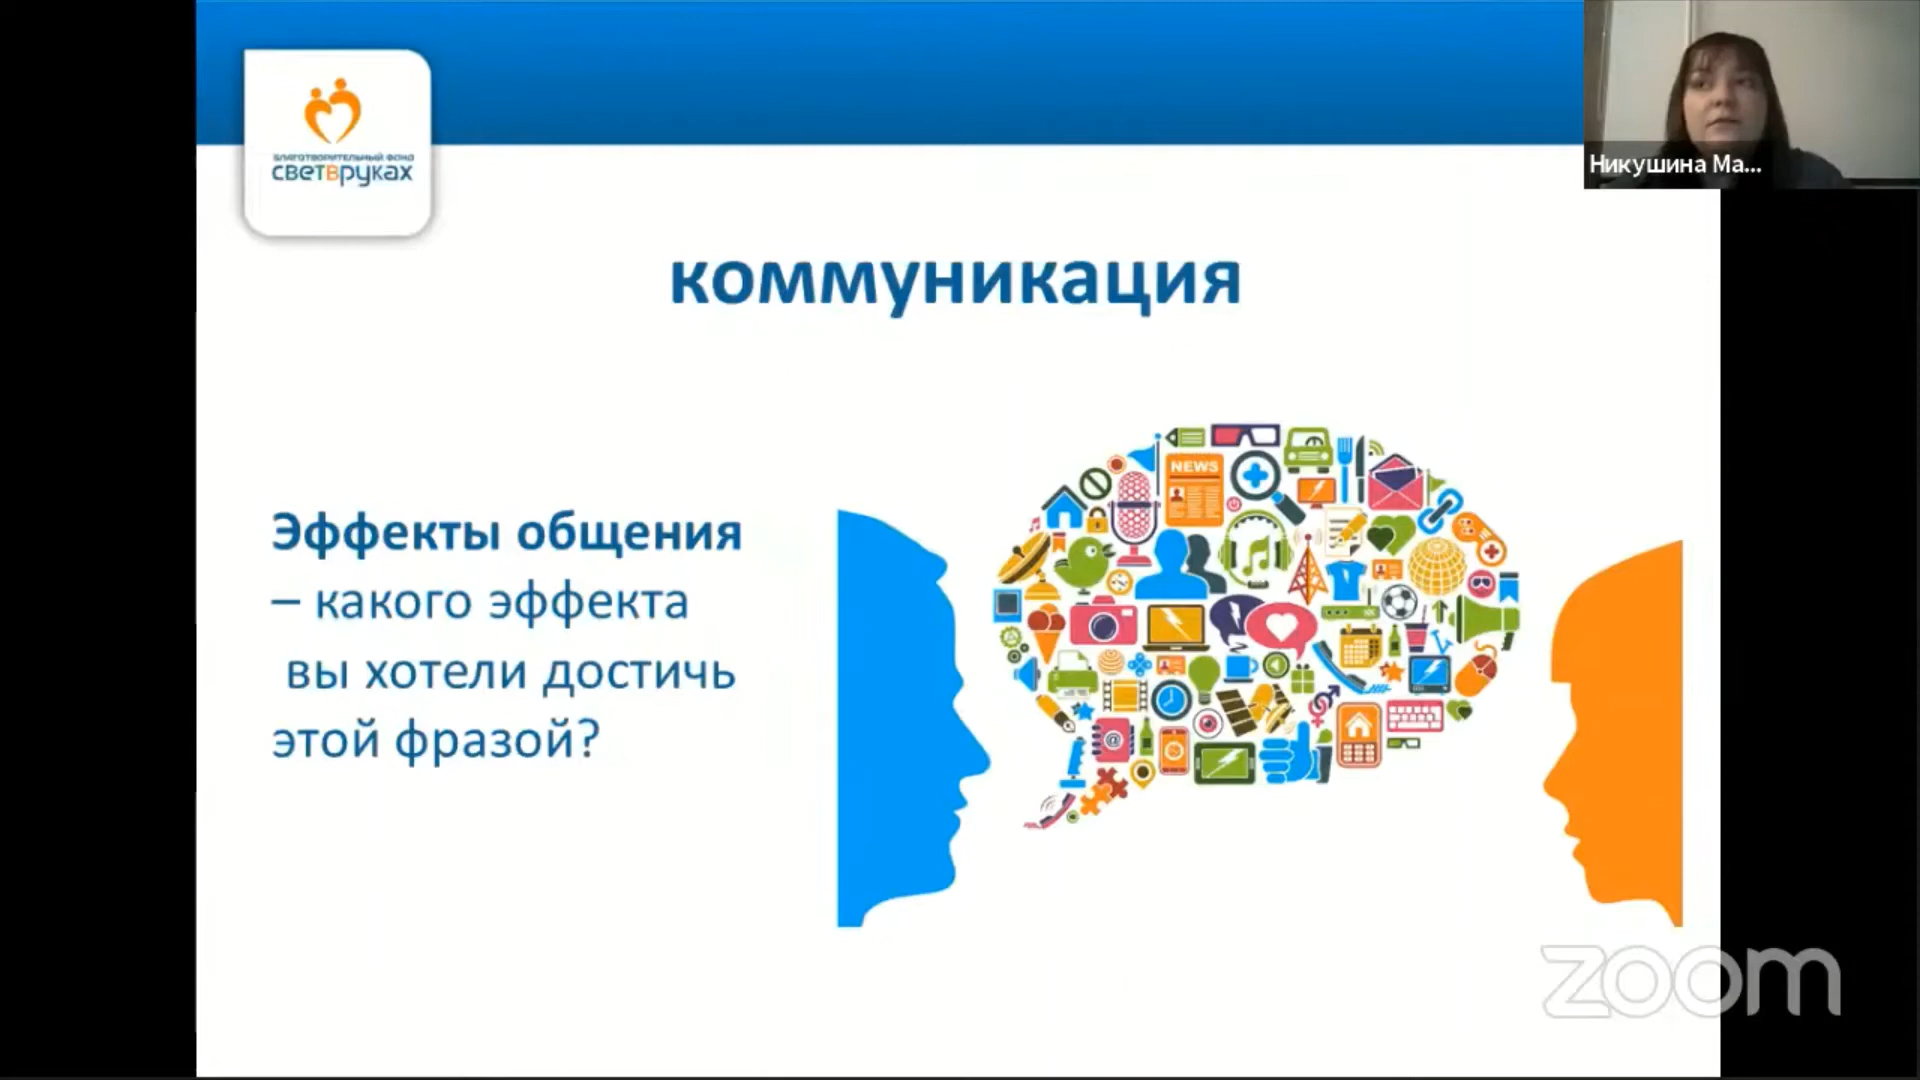 БЛАГОТВОРИТЕЛЬНЫЙ ФОНД
светвруках
Никушина Ма...
коммуникация
Эффекты общения
– какого эффекта
вы хотели достичь
этой фразой?
NEWS
@
zoom